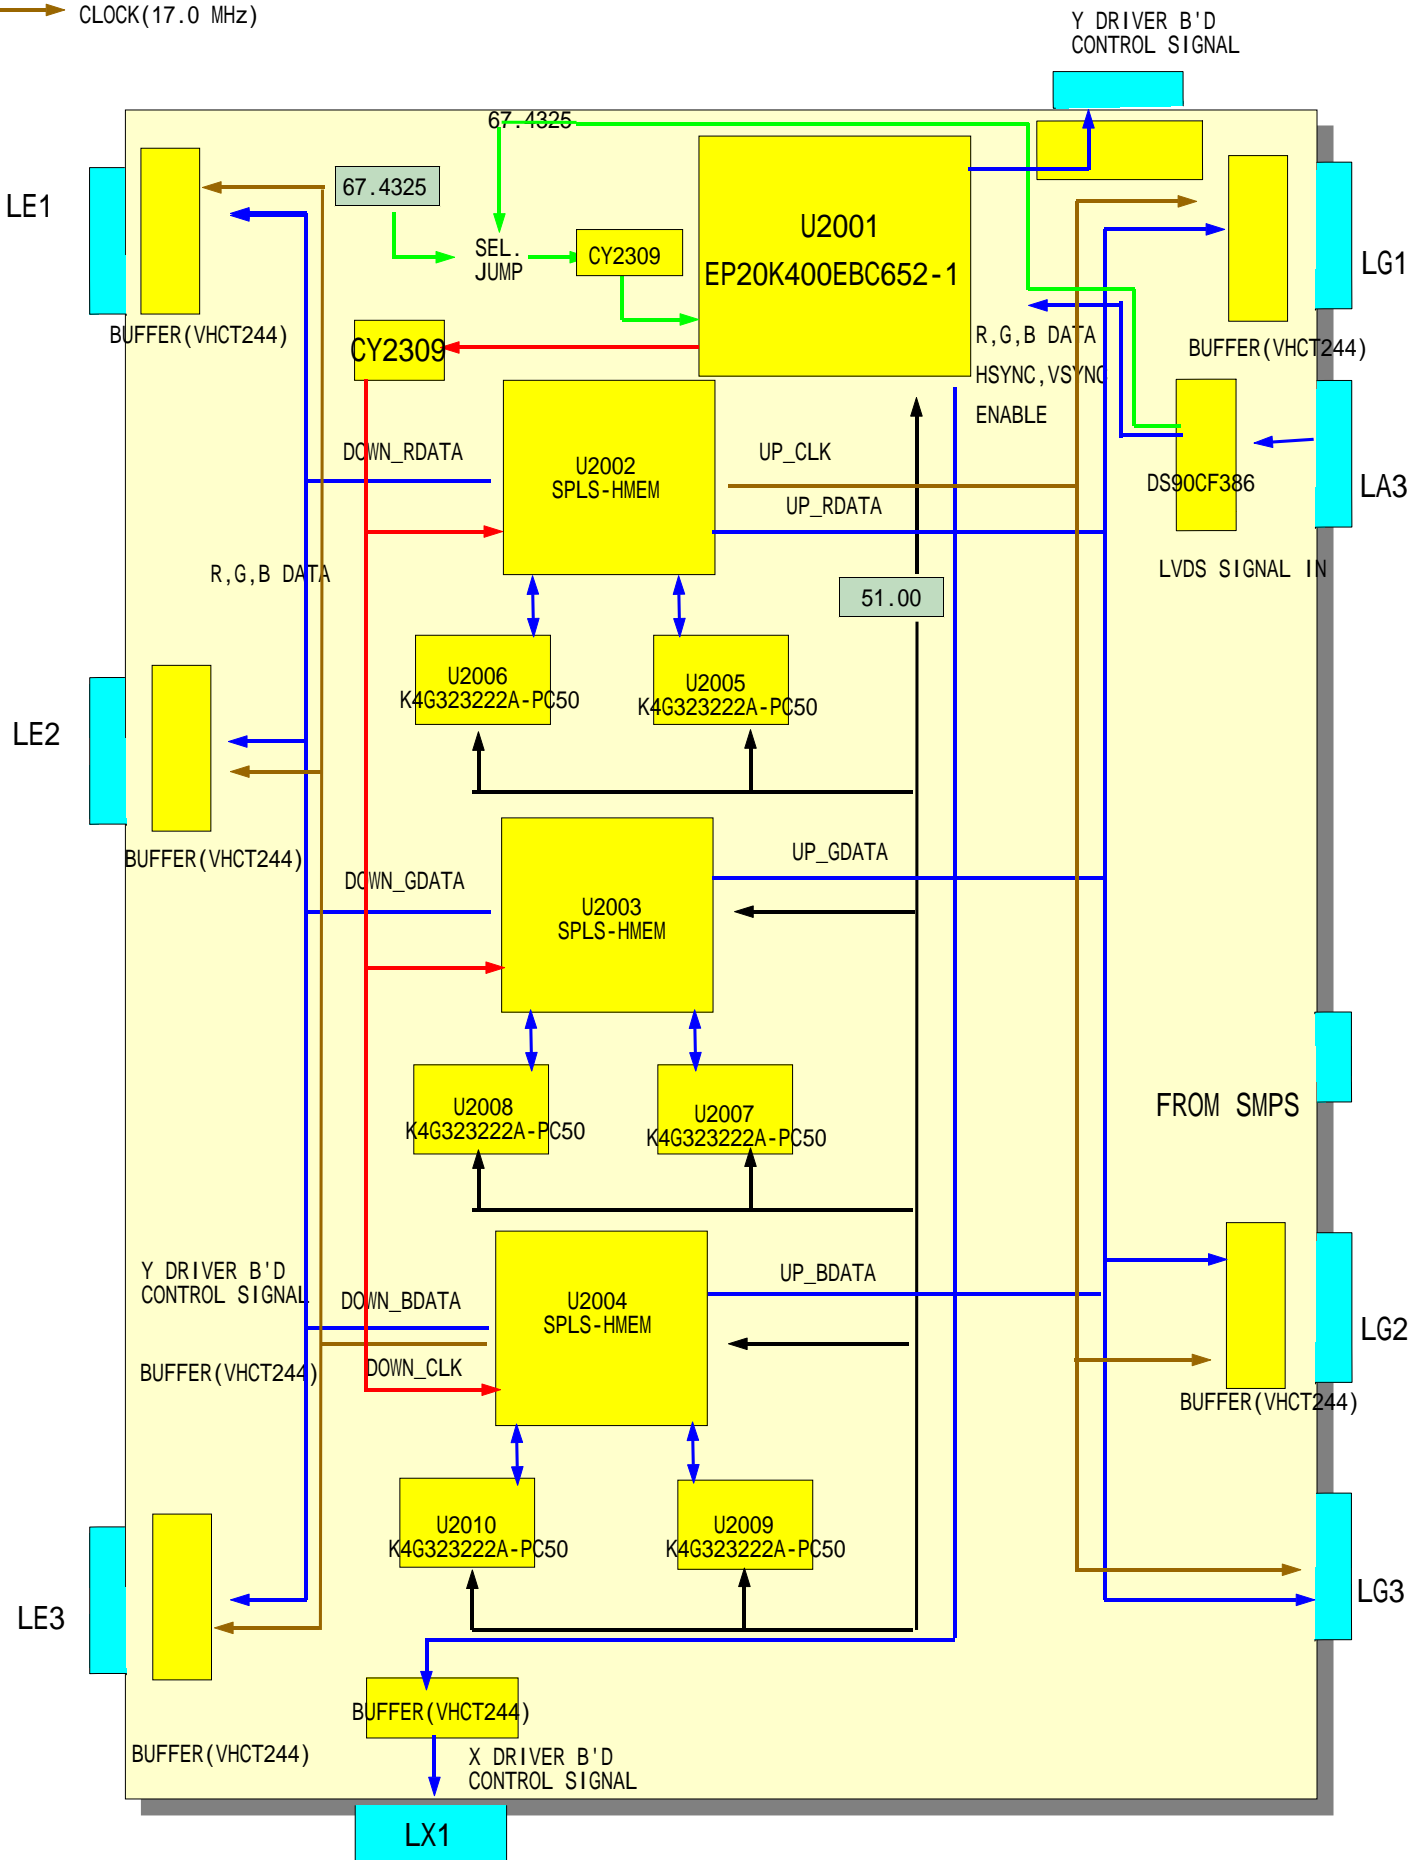 CLOCK(17.0 MHz)
Y DRIVER B'D
CONTROL SIGNAL
67.4325
67.4325
LE1
U2001
EP20K400EBC652-1
SEL.
JUMP
CY2309
LG1
BUFFER(VHCT244)
CY2309
R,G,B DATA
HSYNC,VSYNC
ENABLE
BUFFER(VHCT244)
DOWN_RDATA
U2002
SPLS-HMEM
UP_CLK
UP_RDATA
DS90CF386
LA3
R,G,B DATA
LVDS SIGNAL IN
51.00
U2006
K4G323222A-PC50
U2005
K4G323222A-PC50
LE2
BUFFER(VHCT244)
UP_GDATA
DOWN_GDATA
U2003
SPLS-HMEM
U2008
K4G323222A-PC50
U2007
K4G323222A-PC50
FROM SMPS
Y DRIVER B'D
CONTROL SIGNAL
UP_BDATA
DOWN_BDATA
U2004
SPLS-HMEM
LG2
BUFFER(VHCT244)
DOWN_CLK
BUFFER(VHCT244)
U2010
K4G323222A-PC50
U2009
K4G323222A-PC50
LE3
LG3
BUFFER(VHCT244)
BUFFER(VHCT244)
X DRIVER B'D
CONTROL SIGNAL
LX1